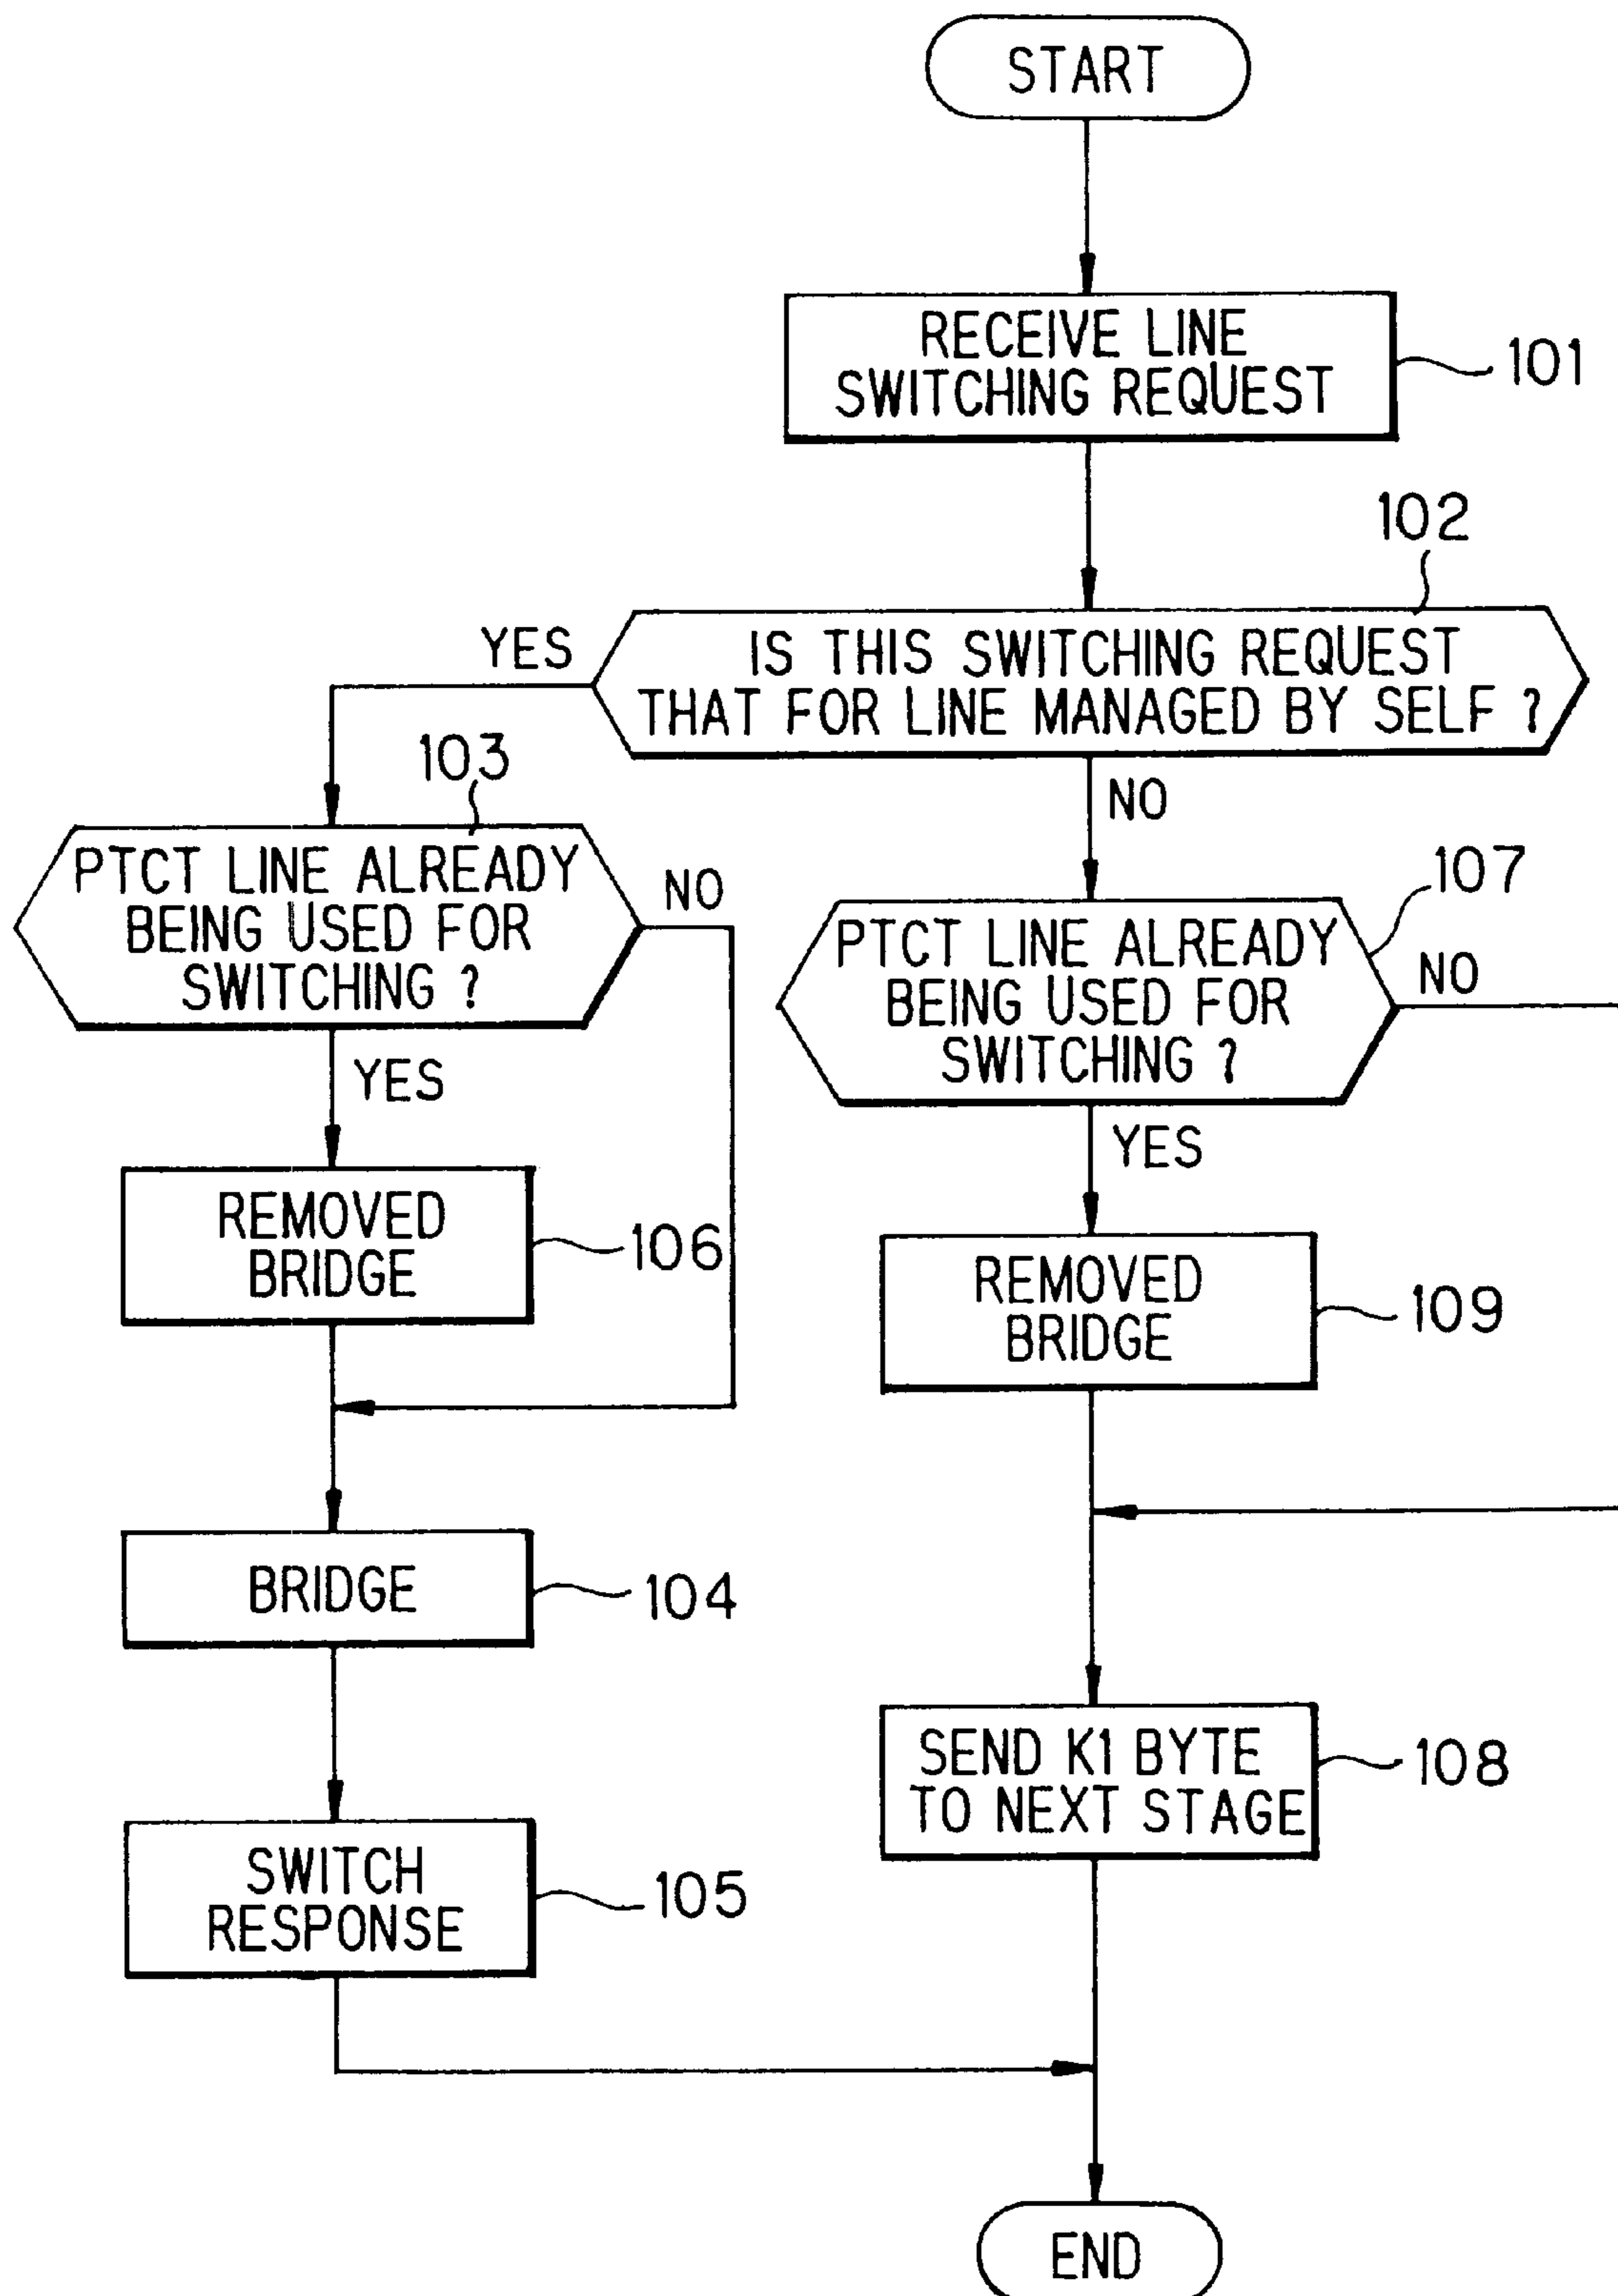 START
RECEIVE LINE
SWITCHING REQUEST
101
102
YES
IS THIS SWITCHING REQUEST
THAT FOR LINE MANAGED BY SELF ?
NO
103
PTCT LINE ALREADY
BEING USED FOR
SWITCHING ?
NO
YES
107
PTCT LINE ALREADY
BEING USED FOR
SWITCHING ?
NO
YES
REMOVED
BRIDGE
106
REMOVED
BRIDGE
109
BRIDGE
104
SEND K1 BYTE
TO NEXT STAGE
108
SWITCH
RESPONSE
105
END